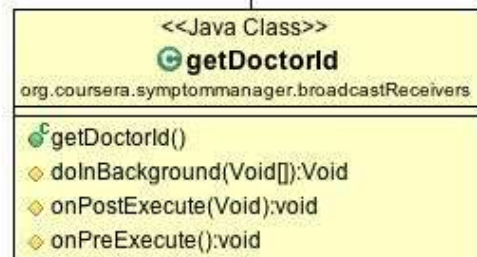 <<Java Class>>
getDoctorId
org.coursera.symptommanager.broadcastReceivers
getDoctorId()
doInBackground(Void[]):Void
onPostExecute(Void):void
onPreExecute():void